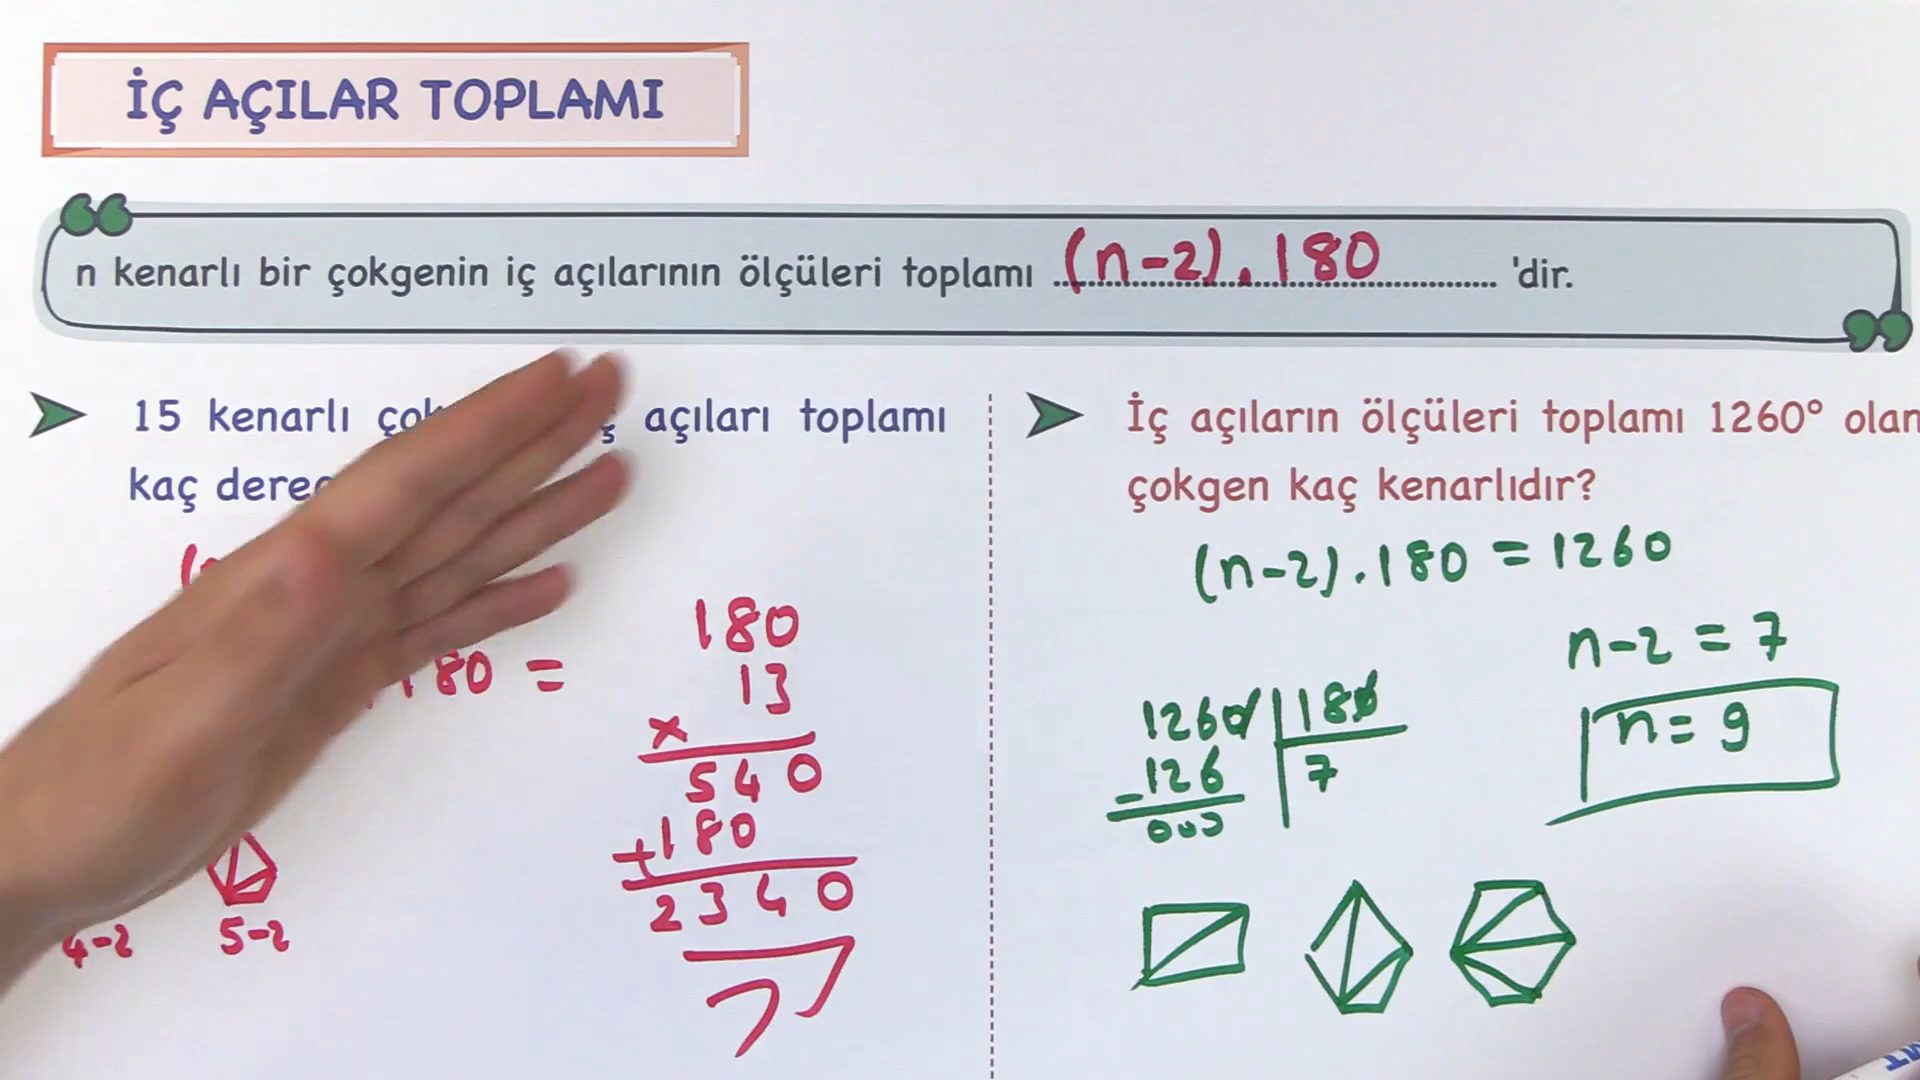 İÇ AÇILAR TOPLAMI
n kenarlı bir çokgenin iç açılarının ölçüleri toplamı (n-2).180 'dir.
15 kenarlı açıları toplamı
kaç
180 =
180
13
x
540
+180
2340
4-2
5-2
İç açıların ölçüleri toplamı 1260° olan
çokgen kaç kenarlıdır?
(n-2).180 = 1260
n-2 = 7
n = 9
1260 180
-126 7
000